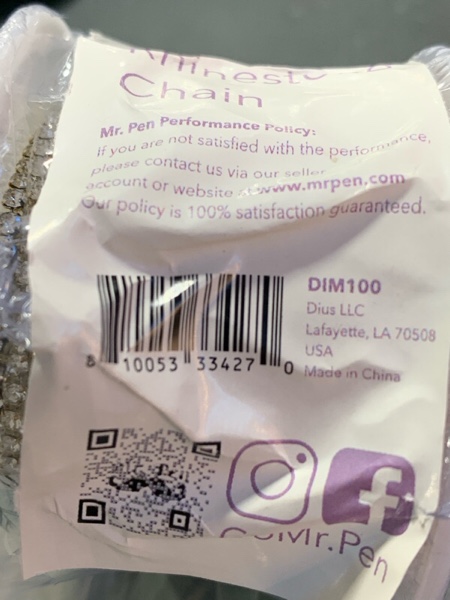 Rhinesto
Chain
Mr. Pen Performance Policy:
If you are not satisfied with the performance,
please contact us via our seller
account or website www.mrpen.com
Our policy is 100% satisfaction guaranteed.
DIM100
Dius LLC
Lafayette, LA 70508
USA
Made in China
8 10053 33427 0
Mr.Pen